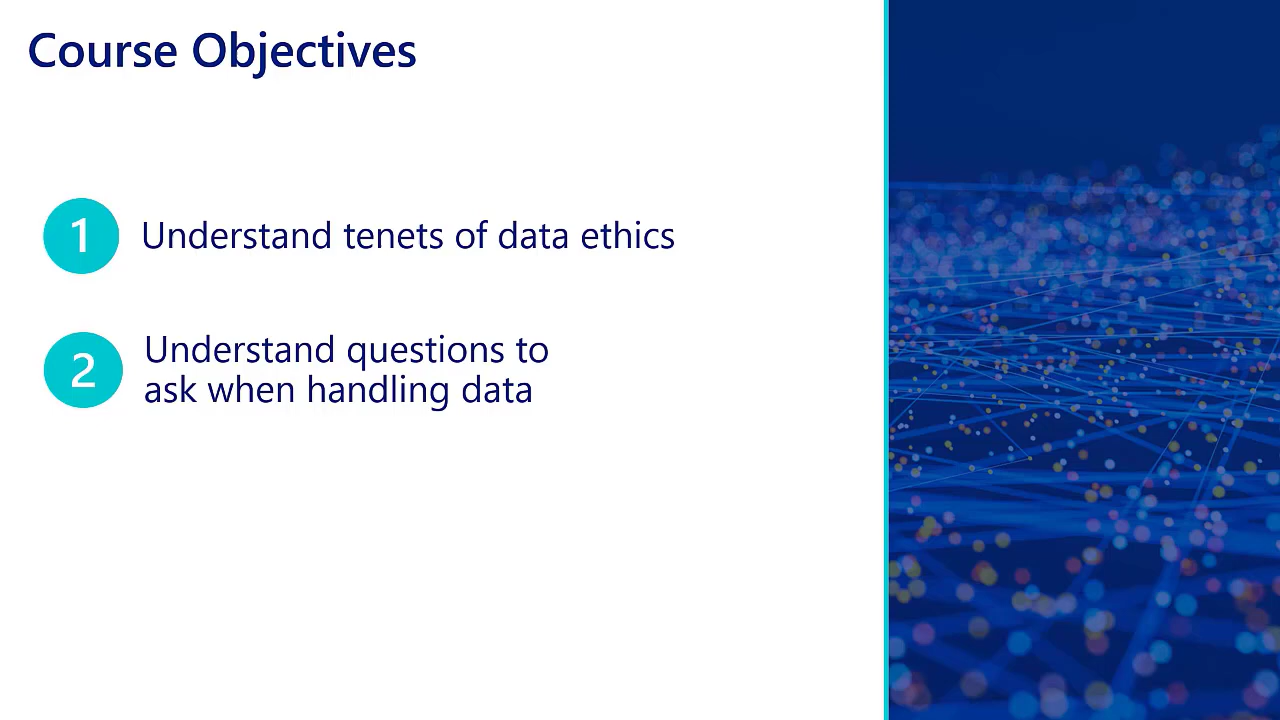 Course Objectives
1 Understand tenets of data ethics
2 Understand questions to
ask when handling data